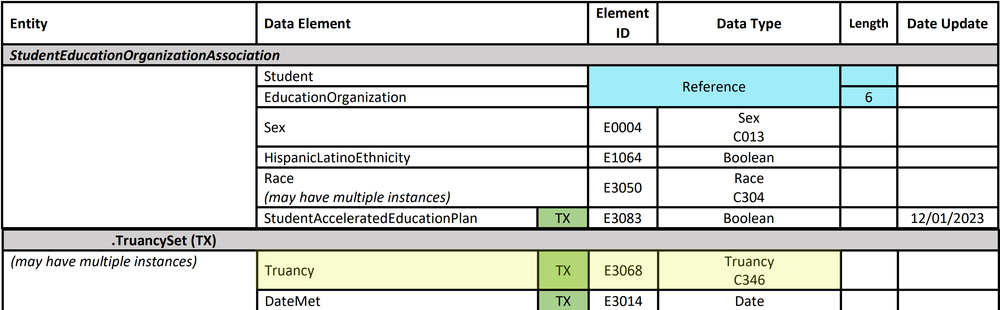 Entity Data Element Element ID Data Type Length Date Update
StudentEducationOrganizationAssociation
Student Reference
EducationOrganization 6
Sex E0004 Sex C013
HispanicLatinoEthnicity E1064 Boolean
Race (may have multiple instances) E3050 Race C304
StudentAcceleratedEducationPlan TX E3083 Boolean 12/01/2023
.TruancySet (TX)
(may have multiple instances) Truancy TX E3068 Truancy C346
DateMet TX E3014 Date